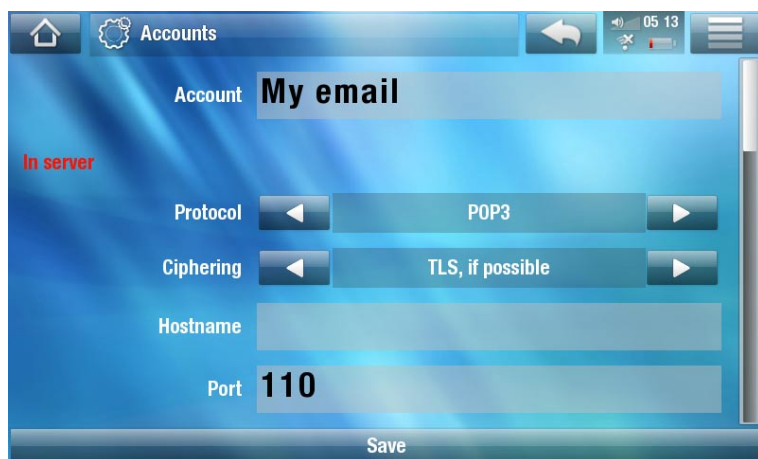 Accounts
05 13
Account My email
In server
Protocol POP3
Ciphering TLS, if possible
Hostname
Port 110
Save